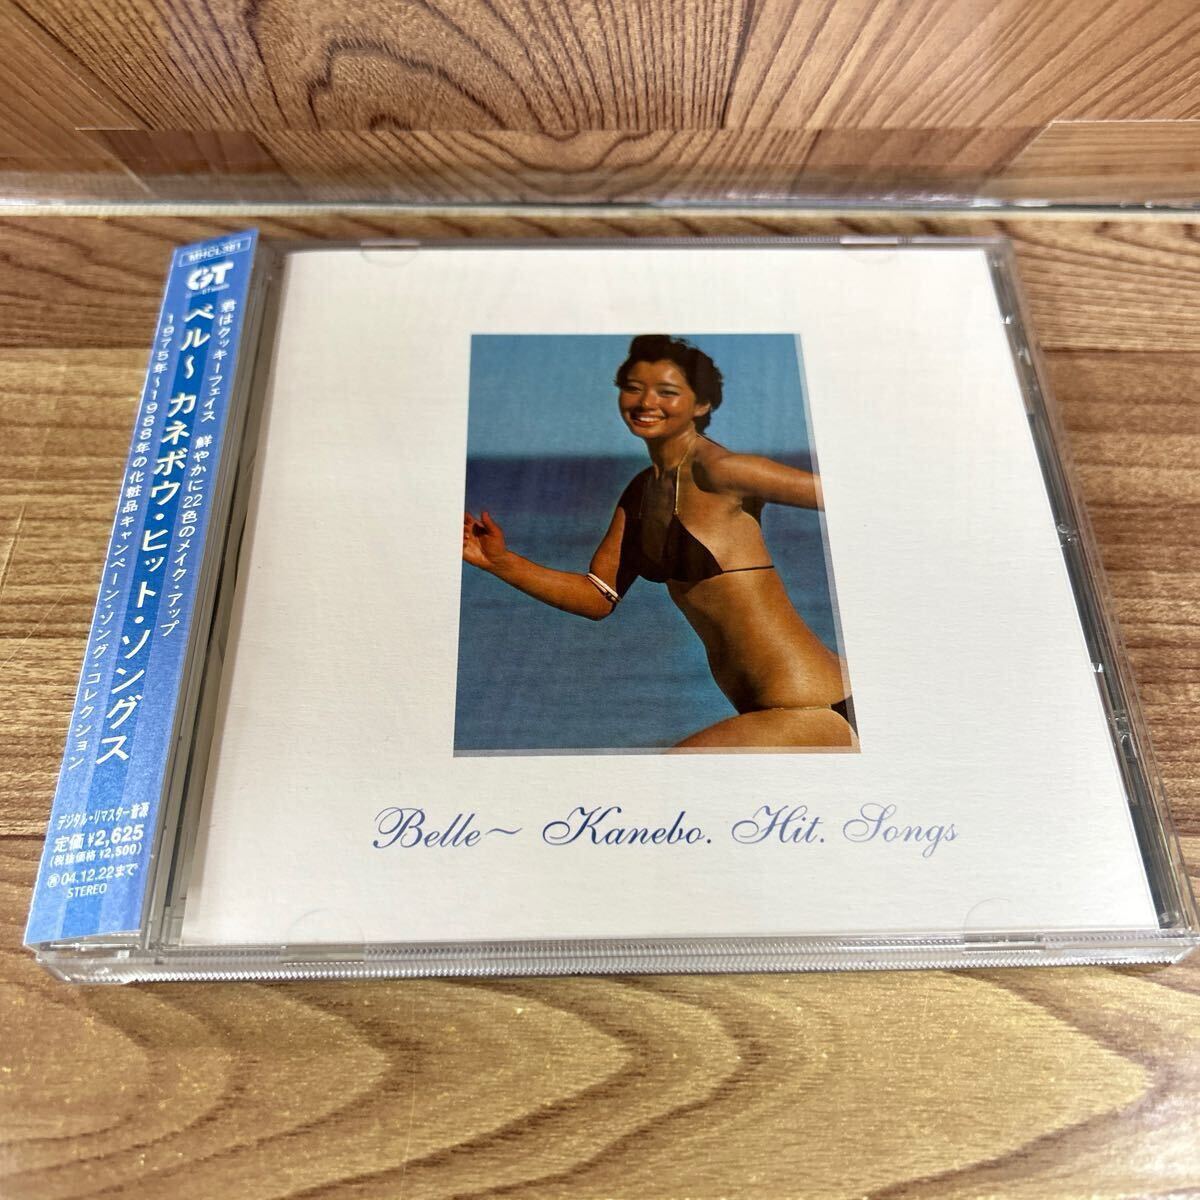 MHCL381
GT
君はクッキーフェイス 鮮やかに22色のメイク・アップ
ベル〜 カネボウ・ヒット・ソングス
1975年〜1988年の化粧品キャンペーン・ソング・コレクション
デジタル・リマスター音源
定価¥2,625
(税抜価格 ¥2,500)
04.12.22まで
STEREO
Belle~ Kanebo. Hit. Songs